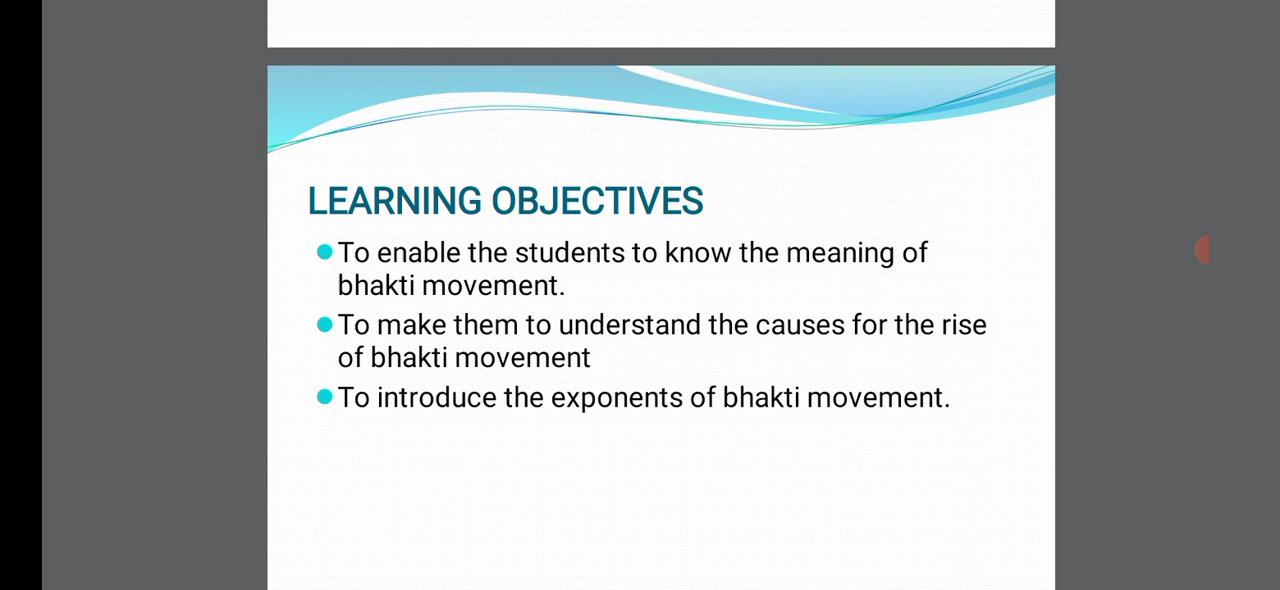 LEARNING OBJECTIVES
To enable the students to know the meaning of
bhakti movement.
To make them to understand the causes for the rise
of bhakti movement
To introduce the exponents of bhakti movement.